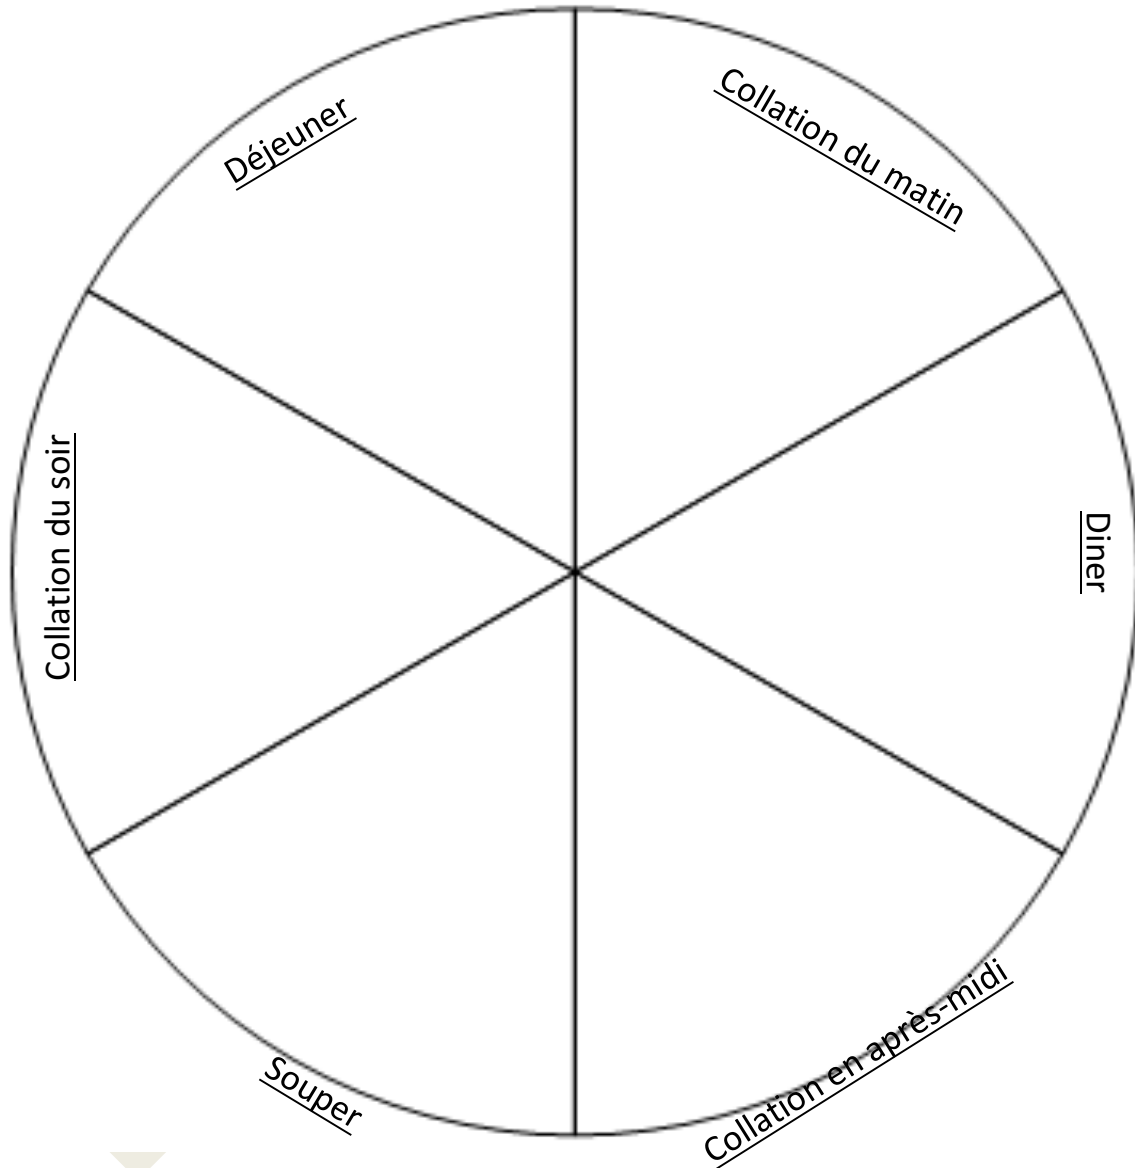 Déjeuner
Collation du matin
Diner
Collation en après-midi
Souper
Collation du soir